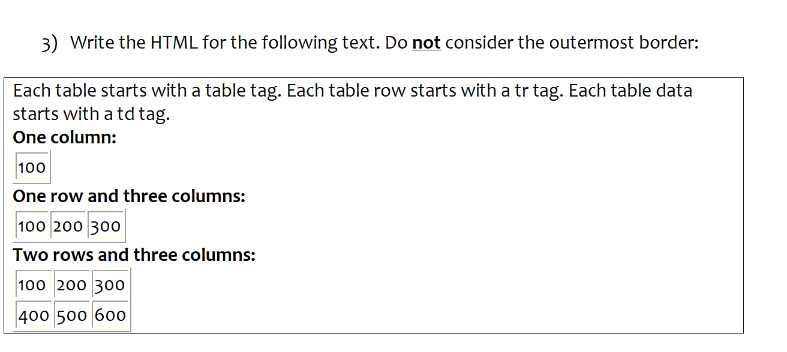 3) Write the HTML for the following text. Do not consider the outermost border:
Each table starts with a table tag. Each table row starts with a tr tag. Each table data
starts with a td tag.
One column:
100
One row and three columns:
100 200 300
Two rows and three columns:
100 200 300
400 500 600